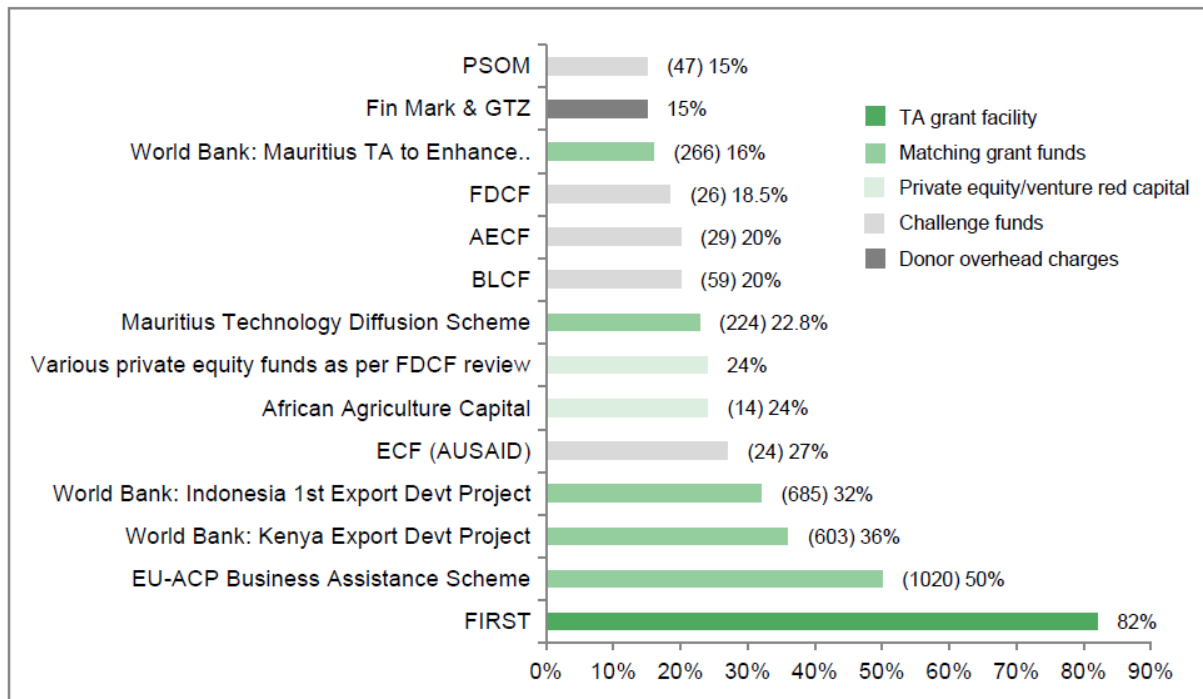 PSOM (47) 15%
Fin Mark & GTZ 15%
World Bank: Mauritius TA to Enhance.. (266) 16%
FDCF (26) 18.5%
AECF (29) 20%
BLCF (59) 20%
Mauritius Technology Diffusion Scheme (224) 22.8%
Various private equity funds as per FDCF review 24%
African Agriculture Capital (14) 24%
ECF (AUSAID) (24) 27%
World Bank: Indonesia 1st Export Devt Project (685) 32%
World Bank: Kenya Export Devt Project (603) 36%
EU-ACP Business Assistance Scheme (1020) 50%
FIRST 82%
0% 10% 20% 30% 40% 50% 60% 70% 80% 90%
TA grant facility
Matching grant funds
Private equity/venture red capital
Challenge funds
Donor overhead charges